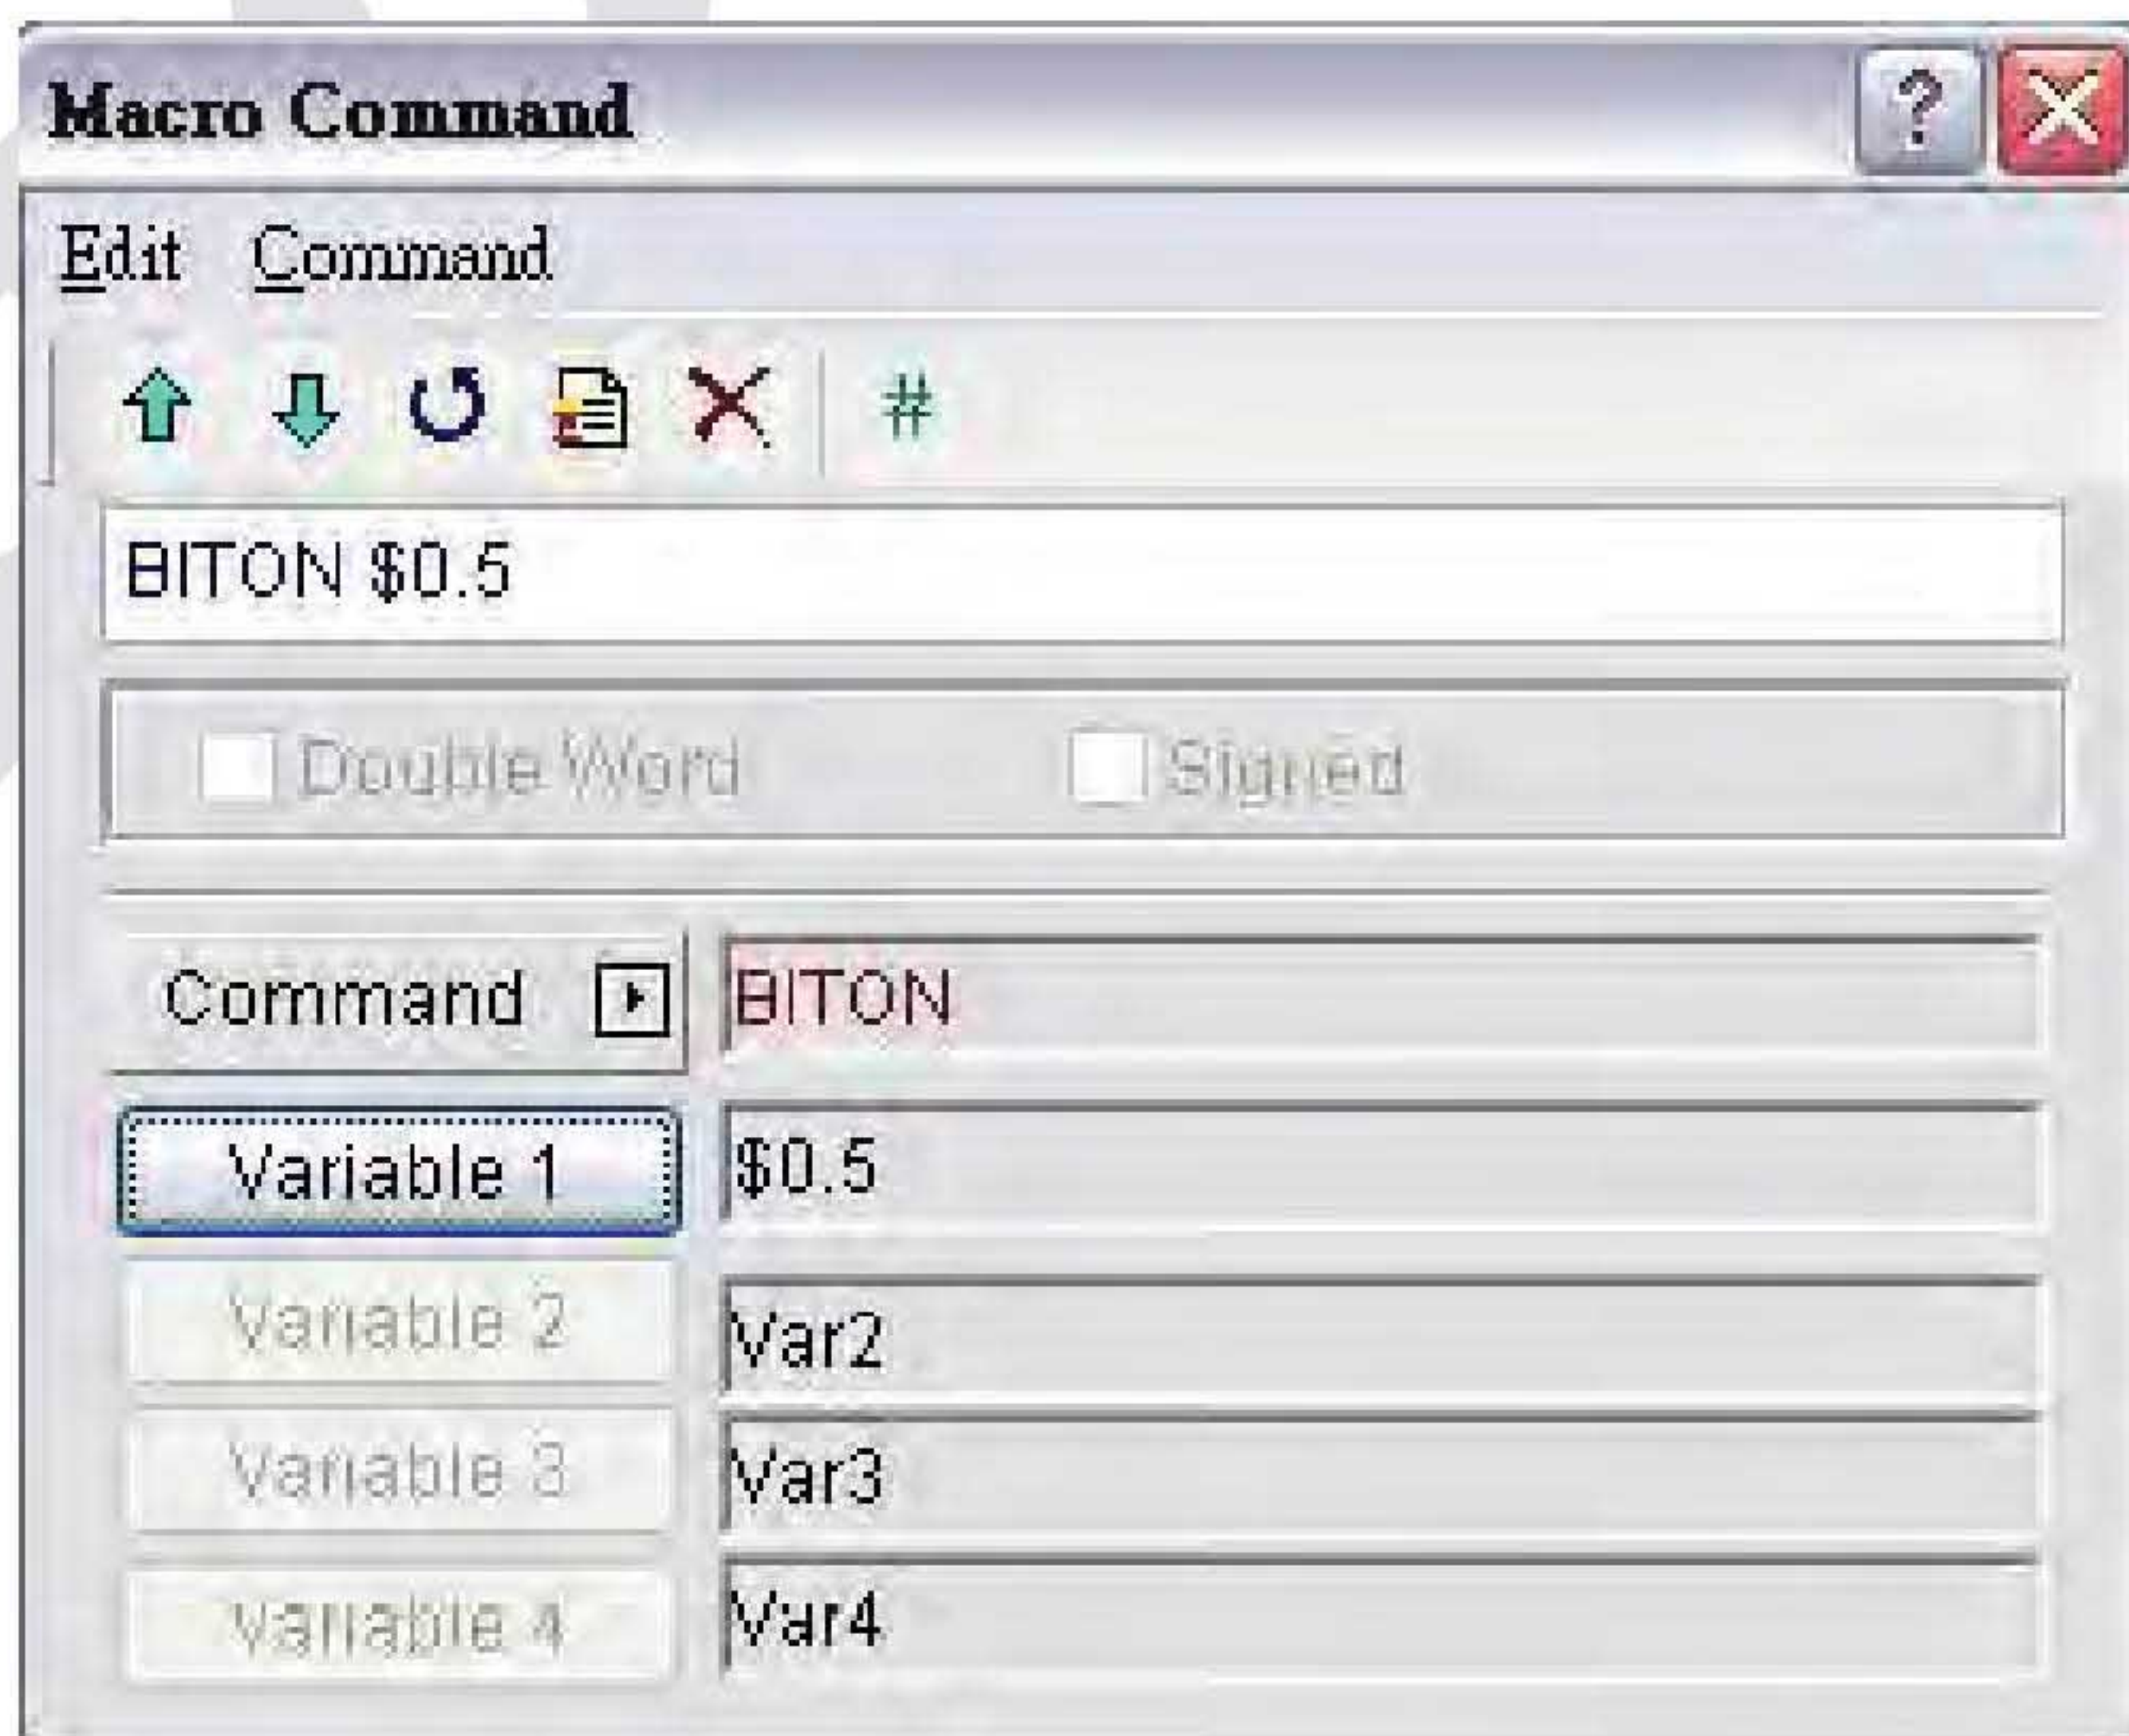 Macro Command
?
Edit Command
#
BITON $0.5
Double Word Signed
Command BITON
Variable 1 $0.5
Variable 2 Var2
Variable 3 Var3
Variable 4 Var4